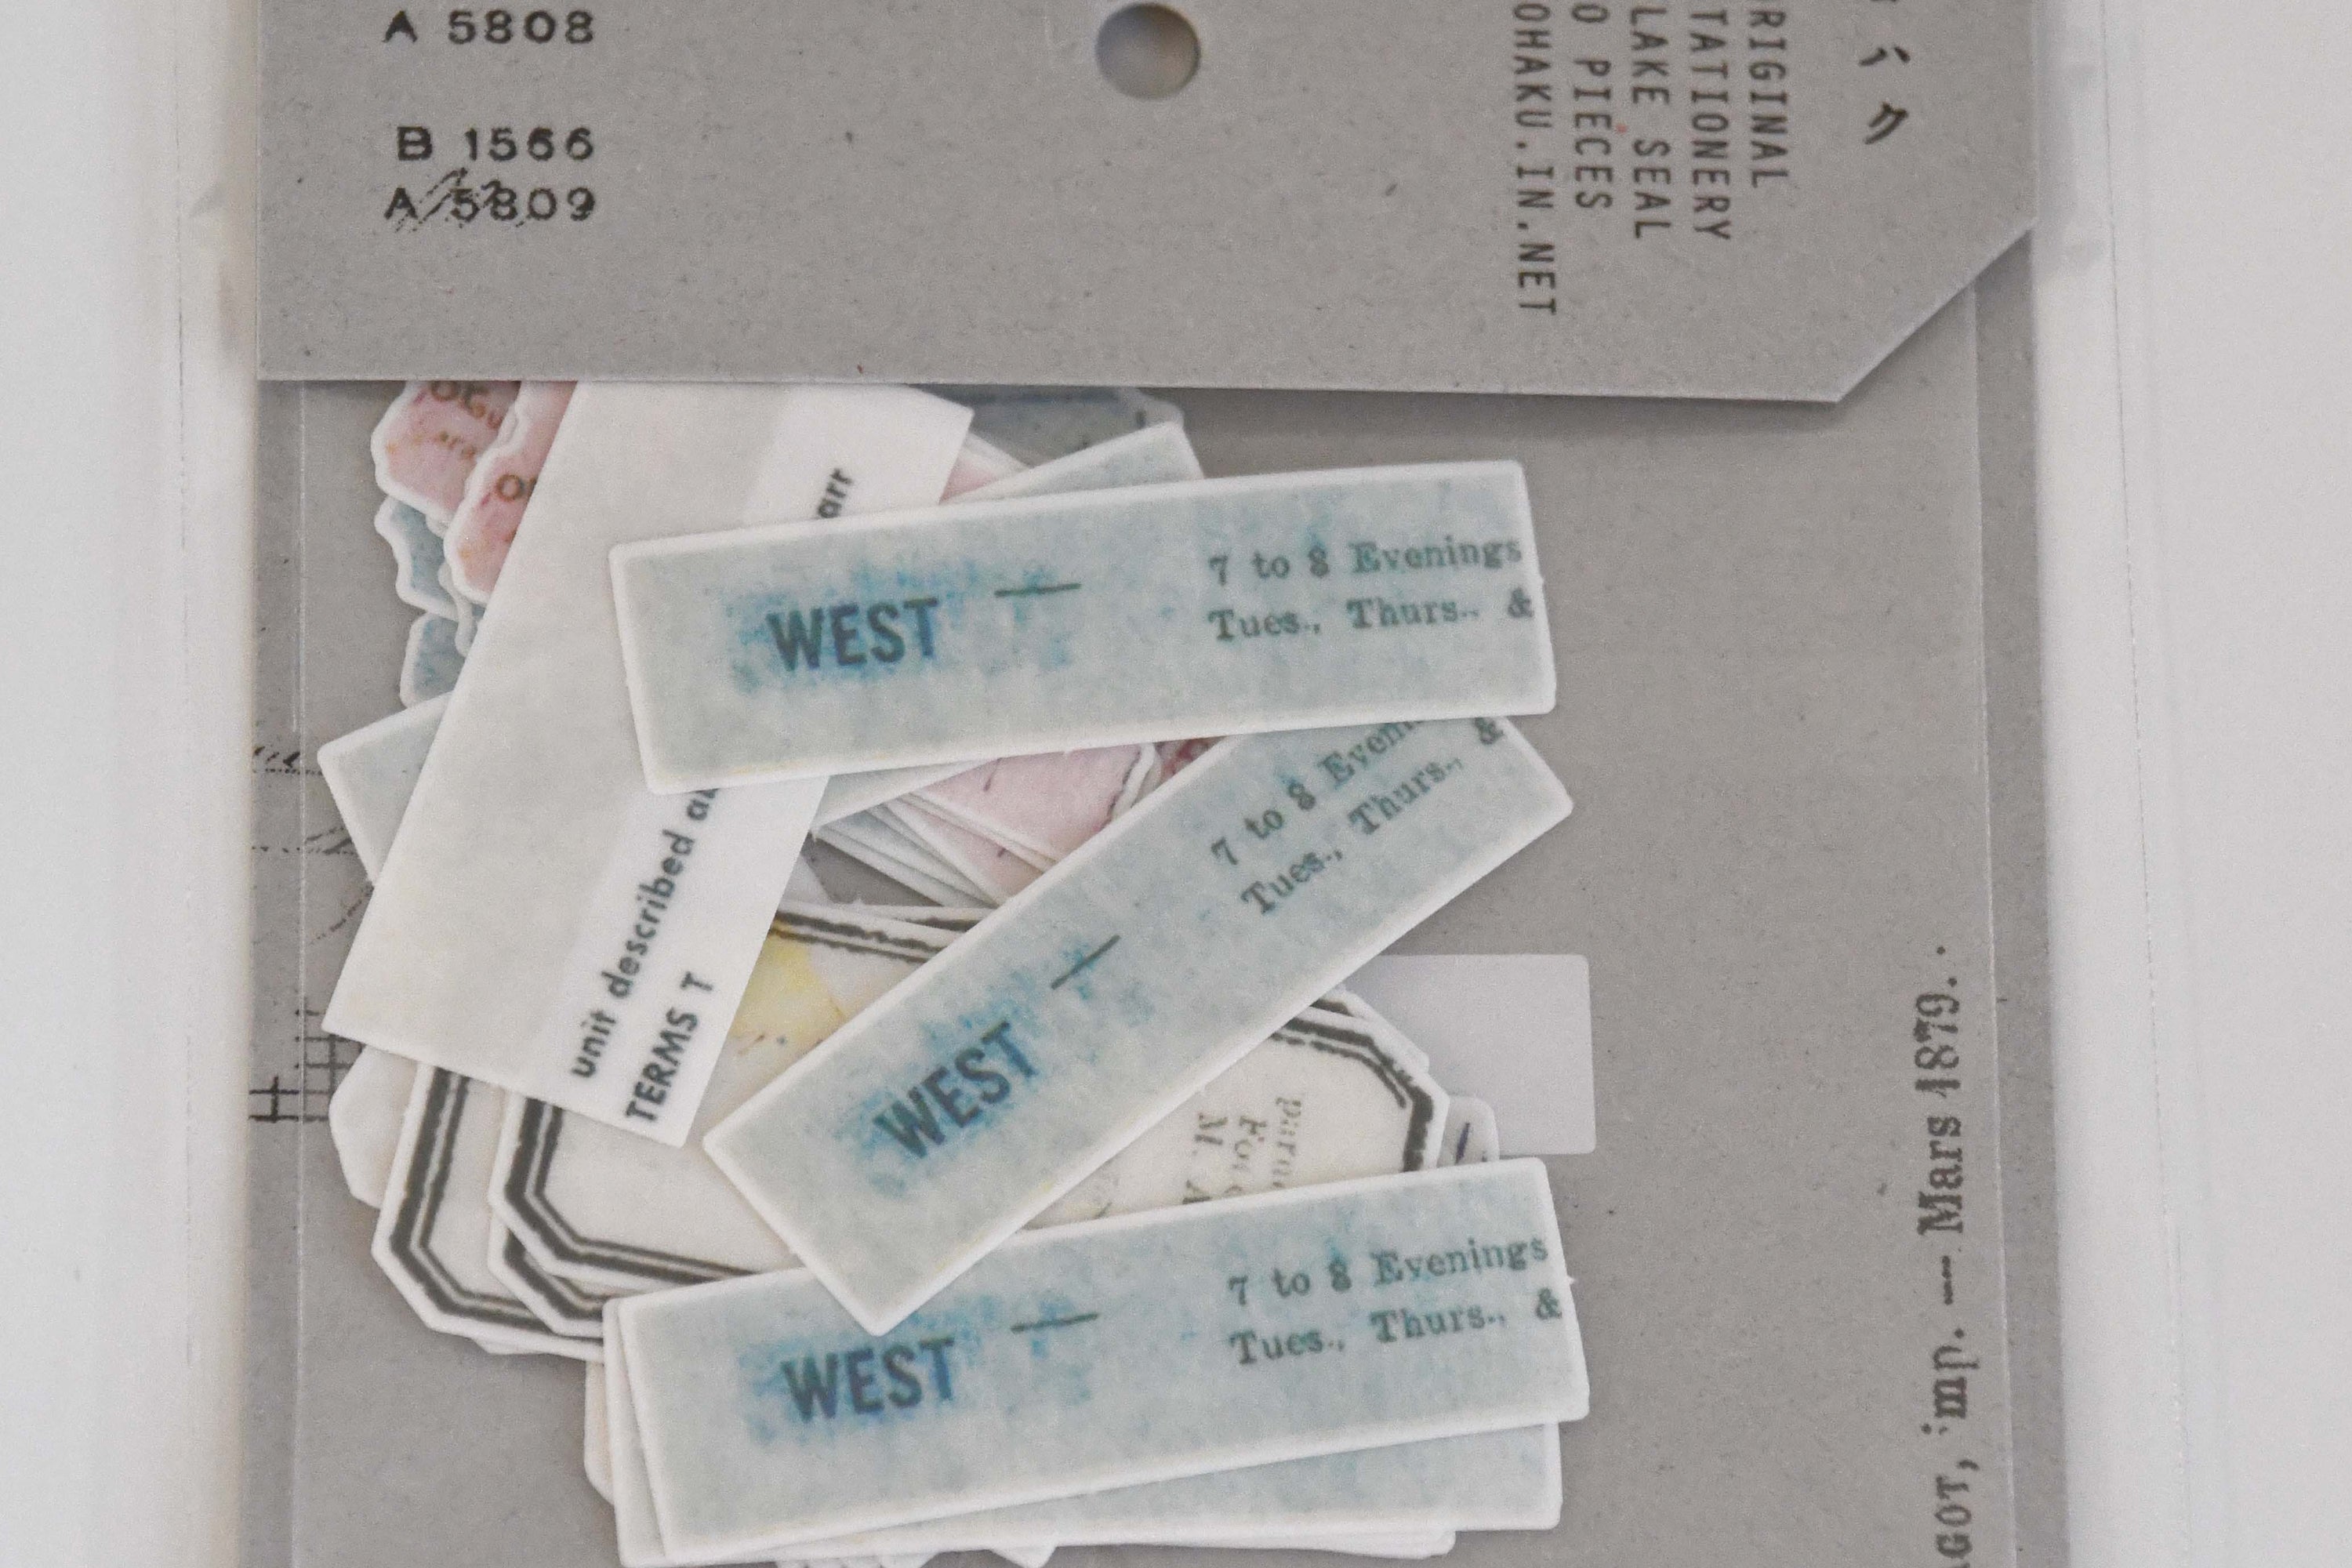 A 5808
B 1566
A 5809
RIGINAL
TATIONERY
LAKE SEAL
0 PIECES
OHAKU.IN.NET
arr
WEST —
7 to 8 Evenings
Tues., Thurs.. &
unit described a
TERMS T
WEST —
7 to 8 Even
Tues., Thurs., &
WEST —
7 to 8 Evenings
Tues., Thurs., &
GOT, imp. — Mars 1879. .